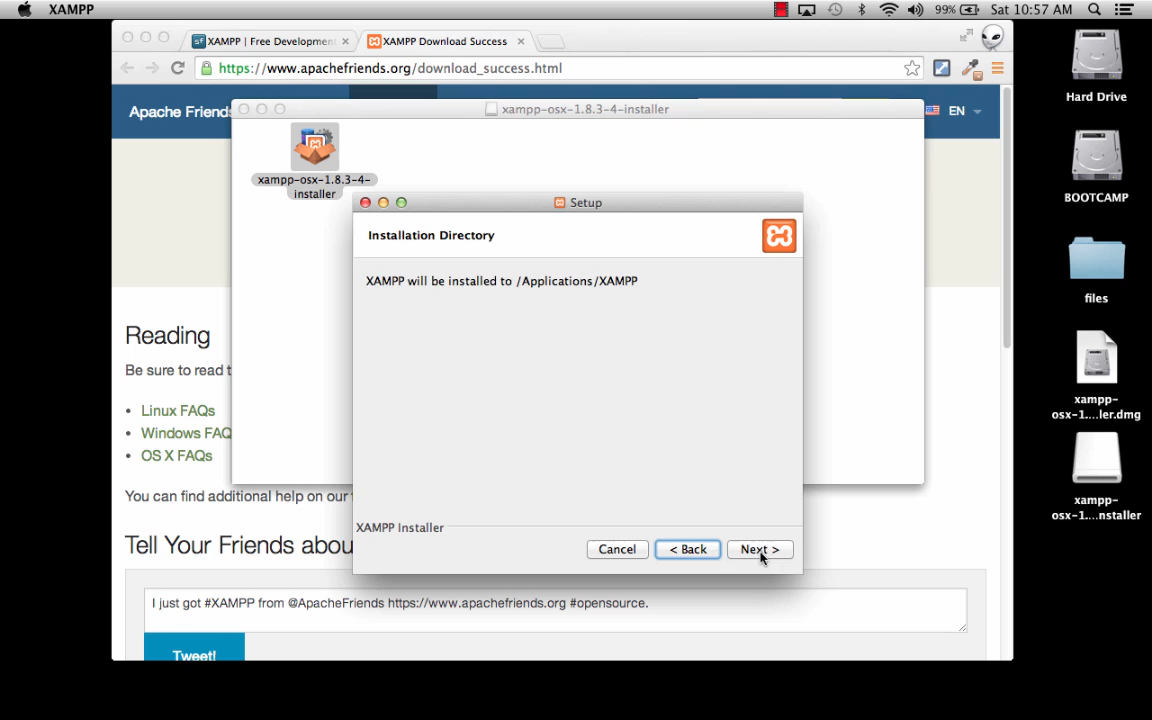 XAMPP
99%
Sat 10:57 AM
XAMPP | Free Development
XAMPP Download Success
https://www.apachefriends.org/download_success.html
Apache Friends
EN
xampp-osx-1.8.3-4-installer
xampp-osx-1.8.3-4-
installer
Setup
Installation Directory
XAMPP will be installed to /Applications/XAMPP
XAMPP Installer
Cancel
< Back
Next >
Reading
Be sure to read t
• Linux FAQs
• Windows FAQ
• OS X FAQs
You can find additional help on our
Tell Your Friends abou
I just got #XAMPP from @ApacheFriends https://www.apachefriends.org #opensource.
Tweet!
Hard Drive
BOOTCAMP
files
xampp-
osx-1....ler.dmg
xampp-
osx-1....nstaller